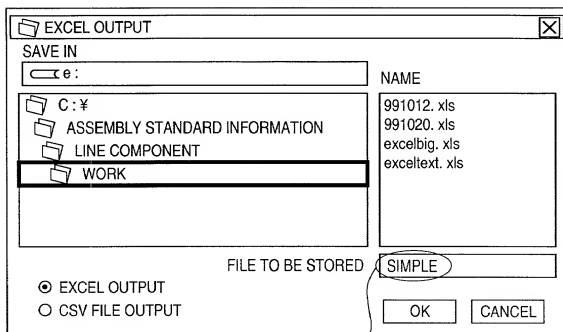 EXCEL OUTPUT
SAVE IN
e :
NAME
C : ¥
ASSEMBLY STANDARD INFORMATION
LINE COMPONENT
WORK
991012. xls
991020. xls
excelbig. xls
exceltext. xls
FILE TO BE STORED
SIMPLE
EXCEL OUTPUT
CSV FILE OUTPUT
OK
CANCEL